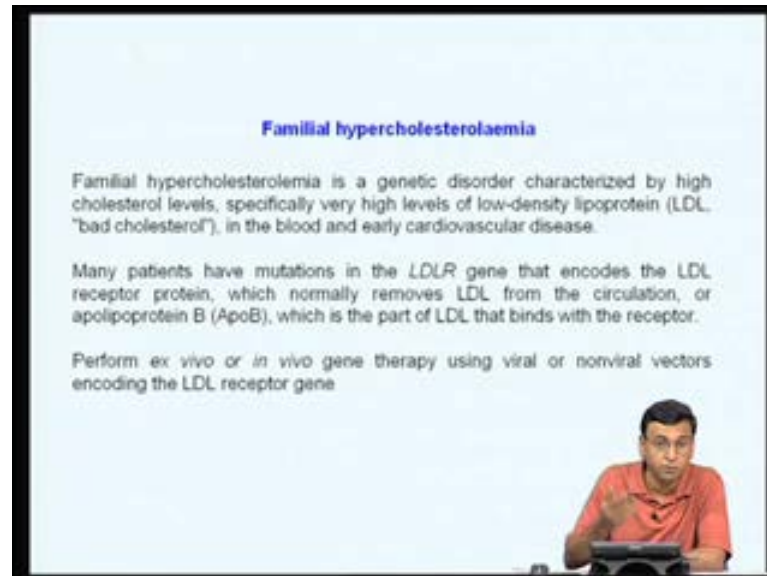 Familial hypercholesterolaemia
Familial hypercholesterolemia is a genetic disorder characterized by high
cholesterol levels, specifically very high levels of low-density lipoprotein (LDL,
"bad cholesterol"), in the blood and early cardiovascular disease.
Many patients have mutations in the LDLR gene that encodes the LDL
receptor protein, which normally removes LDL from the circulation, or
apolipoprotein B (ApoB), which is the part of LDL that binds with the receptor.
Perform ex vivo or in vivo gene therapy using viral or nonviral vectors
encoding the LDL receptor gene